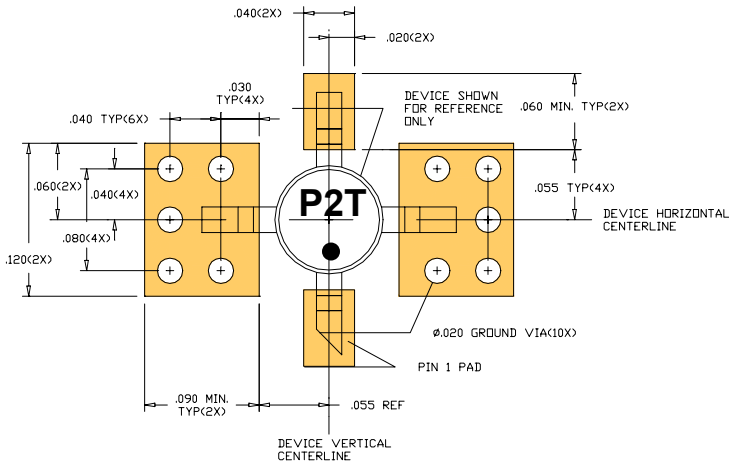 .040(2X)
.020(2X)
.030
TYP(4X)
.040 TYP(6X)
DEVICE SHOWN
FOR REFERENCE
ONLY
.060 MIN. TYP(2X)
.060(2X)
.040(4X)
.055 TYP(4X)
P2T
DEVICE HORIZONTAL
CENTERLINE
.080(4X)
.120(2X)
Ø.020 GROUND VIA(10X)
PIN 1 PAD
.090 MIN.
TYP(2X)
.055 REF
DEVICE VERTICAL
CENTERLINE